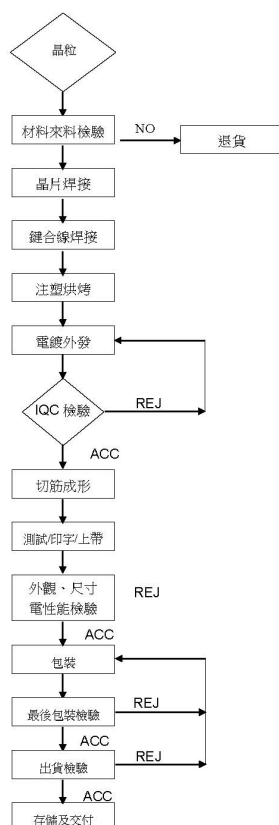 晶粒
材料來料檢驗
NO
退貨
晶片焊接
鍵合線焊接
注塑烘烤
電鍍外發
IQC 檢驗
REJ
ACC
切筋成形
測試/印字/上帶
外觀、尺寸
電性能檢驗
REJ
ACC
包裝
最後包裝檢驗
REJ
ACC
出貨檢驗
REJ
ACC
存儲及交付